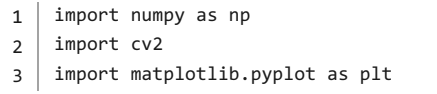 1 import numpy as np
2 import cv2
3 import matplotlib.pyplot as plt